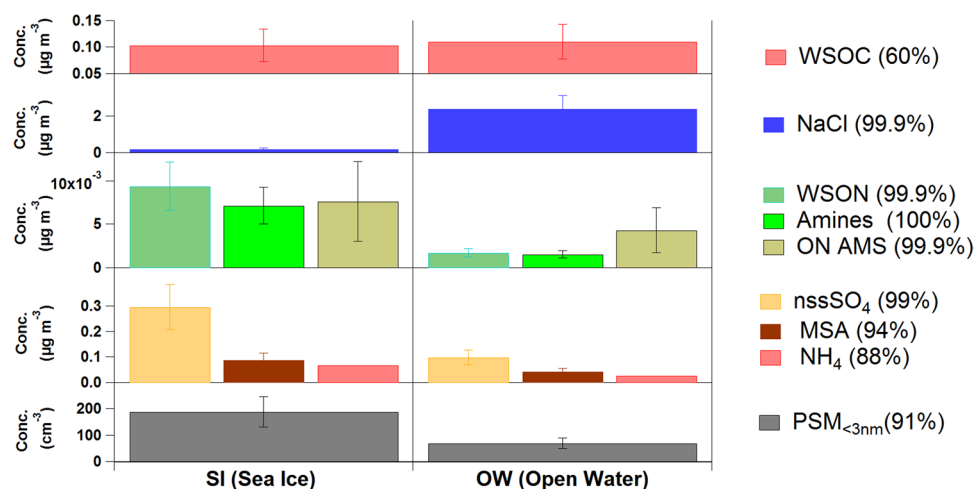 Conc.
(µg m⁻³)
0.15
0.10
0.05
WSOC (60%)
Conc.
(µg m⁻³)
2
0
NaCl (99.9%)
Conc.
(µg m⁻³)
10x10⁻³
5
0
WSON (99.9%)
Amines (100%)
ON AMS (99.9%)
Conc.
(µg m⁻³)
0.3
0.2
0.1
0.0
nssSO₄ (99%)
MSA (94%)
NH₄ (88%)
Conc.
(cm⁻³)
200
100
0
PSM<3nm(91%)
SI (Sea Ice)
OW (Open Water)